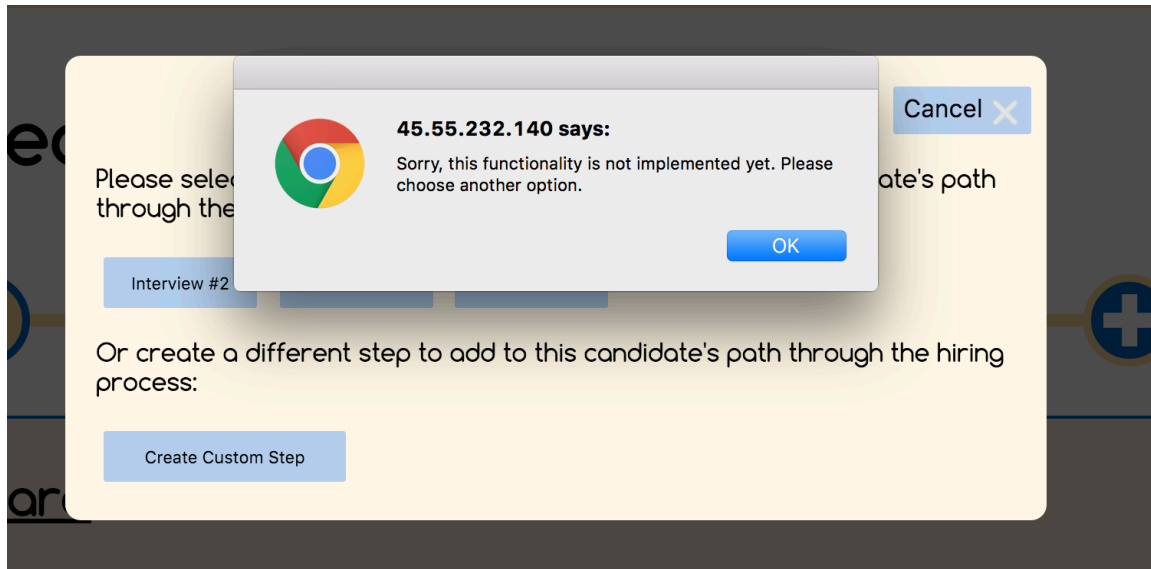 45.55.232.140 says:
Sorry, this functionality is not implemented yet. Please
choose another option.
OK
Cancel
Please selec
ate's path
through the
Interview #2
Or create a different step to add to this candidate's path through the hiring
process:
Create Custom Step